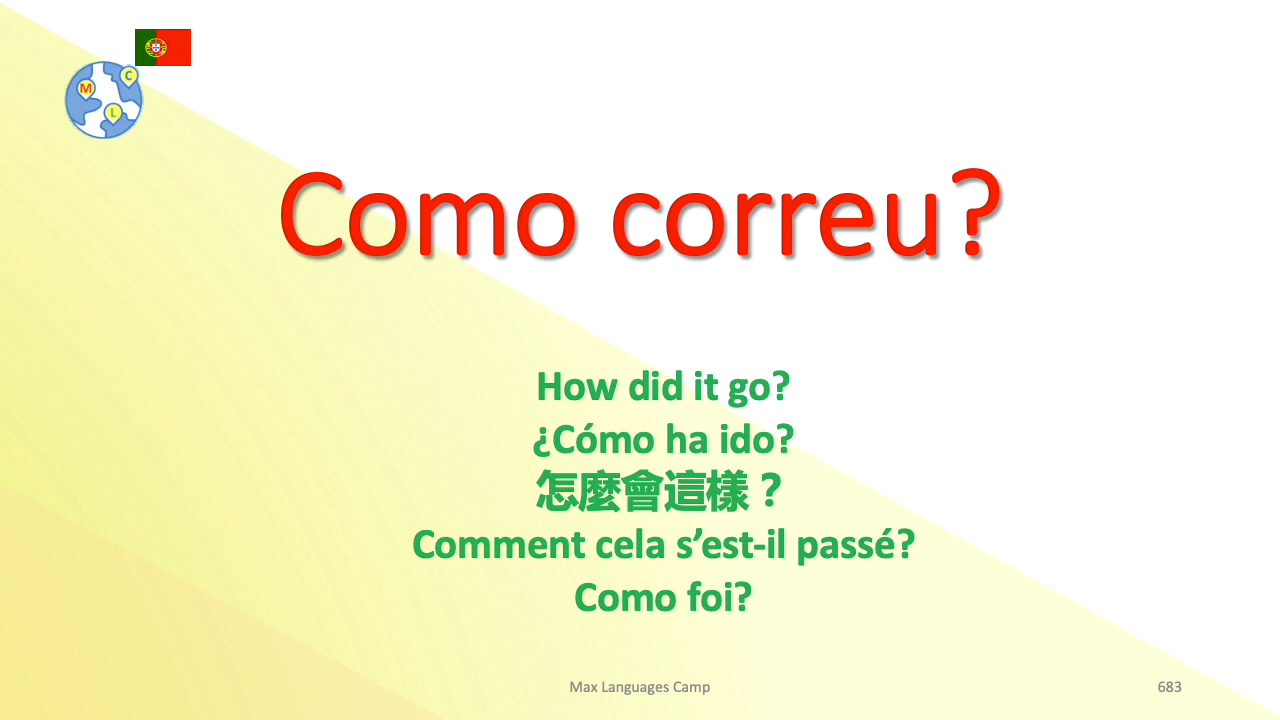 M
C
L
Como correu?
How did it go?
¿Cómo ha ido?
怎麼會這樣？
Comment cela s’est-il passé?
Como foi?
Max Languages Camp
683